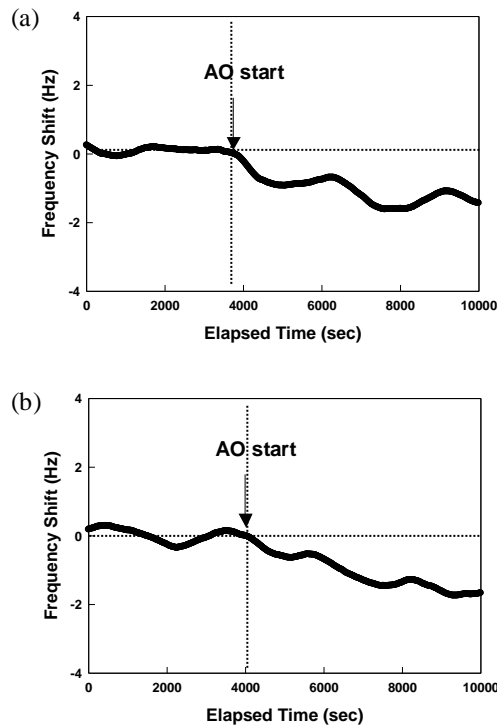 (a)
4
AO start
2
Frequency Shift (Hz)
0
-2
-4
0 2000 4000 6000 8000 10000
Elapsed Time (sec)
(b)
4
AO start
2
Frequency Shift (Hz)
0
-2
-4
0 2000 4000 6000 8000 10000
Elapsed Time (sec)